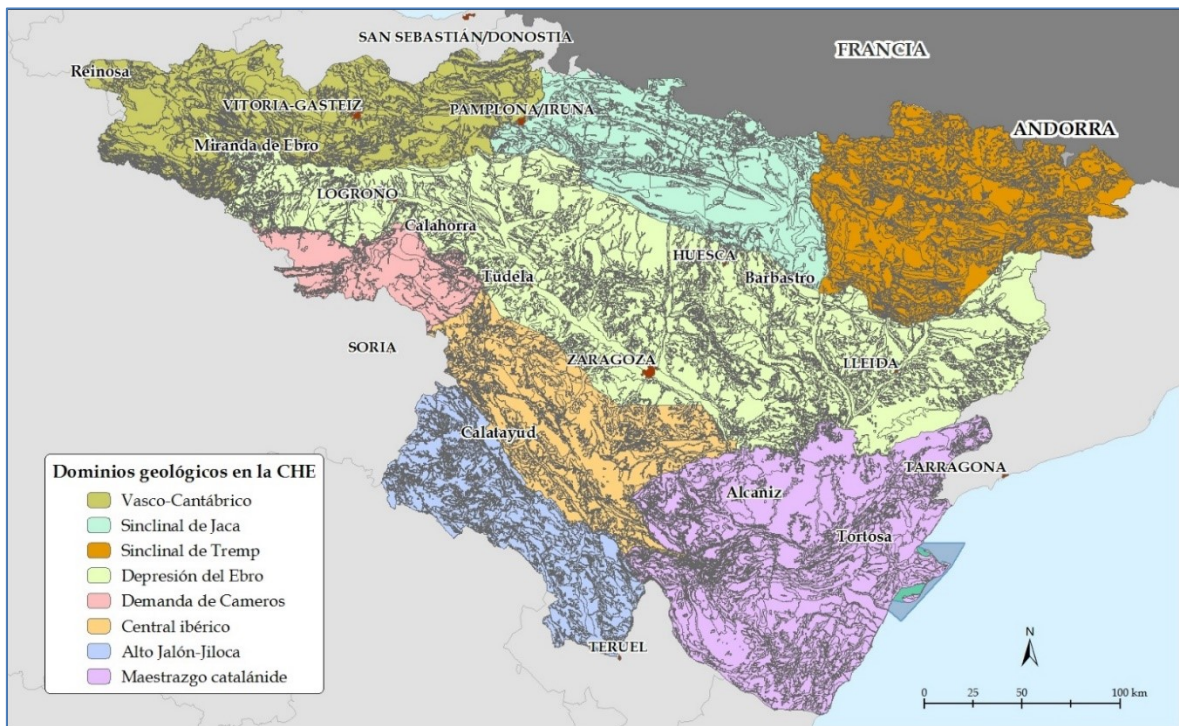 SAN SEBASTIÁN/DONOSTIA
FRANCIA
Reinosa
VITORIA-GASTEIZ
PAMPLONA/IRUNA
ANDORRA
Miranda de Ebro
LOGROÑO
Calahorra
HUESCA
Tudela
Barbastro
SORIA
ZARAGOZA
LLEIDA
Calatayud
TARRAGONA
Alcañiz
Tortosa
TERUEL
Dominios geológicos en la CHE
Vasco-Cantábrico
Sinclinal de Jaca
Sinclinal de Tremp
Depresión del Ebro
Demanda de Cameros
Central ibérico
Alto Jalón-Jiloca
Maestrazgo catalánide
N
0 25 50 100 km